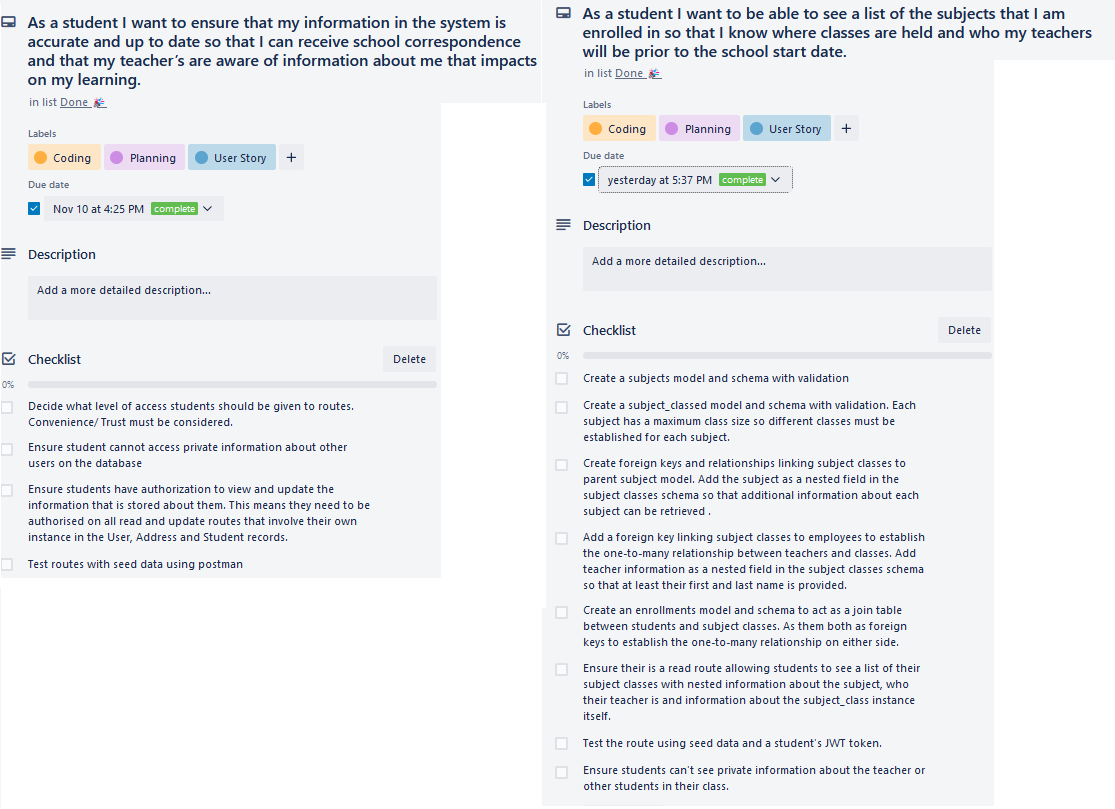 As a student I want to ensure that my information in the system is
accurate and up to date so that I can receive school correspondence
and that my teacher's are aware of information about me that impacts
on my learning.
in list Done
Labels
Coding Planning User Story +
Due date
Nov 10 at 4:25 PM complete
Description
Add a more detailed description...
Checklist Delete
0%
Decide what level of access students should be given to routes.
Convenience/ Trust must be considered.
Ensure student cannot access private information about other
users on the database
Ensure students have authorization to view and update the
information that is stored about them. This means they need to be
authorised on all read and update routes that involve their own
instance in the User, Address and Student records.
Test routes with seed data using postman
As a student I want to be able to see a list of the subjects that I am
enrolled in so that I know where classes are held and who my teachers
will be prior to the school start date.
in list Done
Labels
Coding Planning User Story +
Due date
yesterday at 5:37 PM complete
Description
Add a more detailed description...
Checklist Delete
0%
Create a subjects model and schema with validation
Create a subject_classed model and schema with validation. Each
subject has a maximum class size so different classes must be
established for each subject.
Create foreign keys and relationships linking subject classes to
parent subject model. Add the subject as a nested field in the
subject classes schema so that additional information about each
subject can be retrieved .
Add a foreign key linking subject classes to employees to establish
the one-to-many relationship between teachers and classes. Add
teacher information as a nested field in the subject classes schema
so that at least their first and last name is provided.
Create an enrollments model and schema to act as a join table
between students and subject classes. As them both as foreign
keys to establish the one-to-many relationship on either side.
Ensure their is a read route allowing students to see a list of their
subject classes with nested information about the subject, who
their teacher is and information about the subject_class instance
itself.
Test the route using seed data and a student's JWT token.
Ensure students can't see private information about the teacher or
other students in their class.